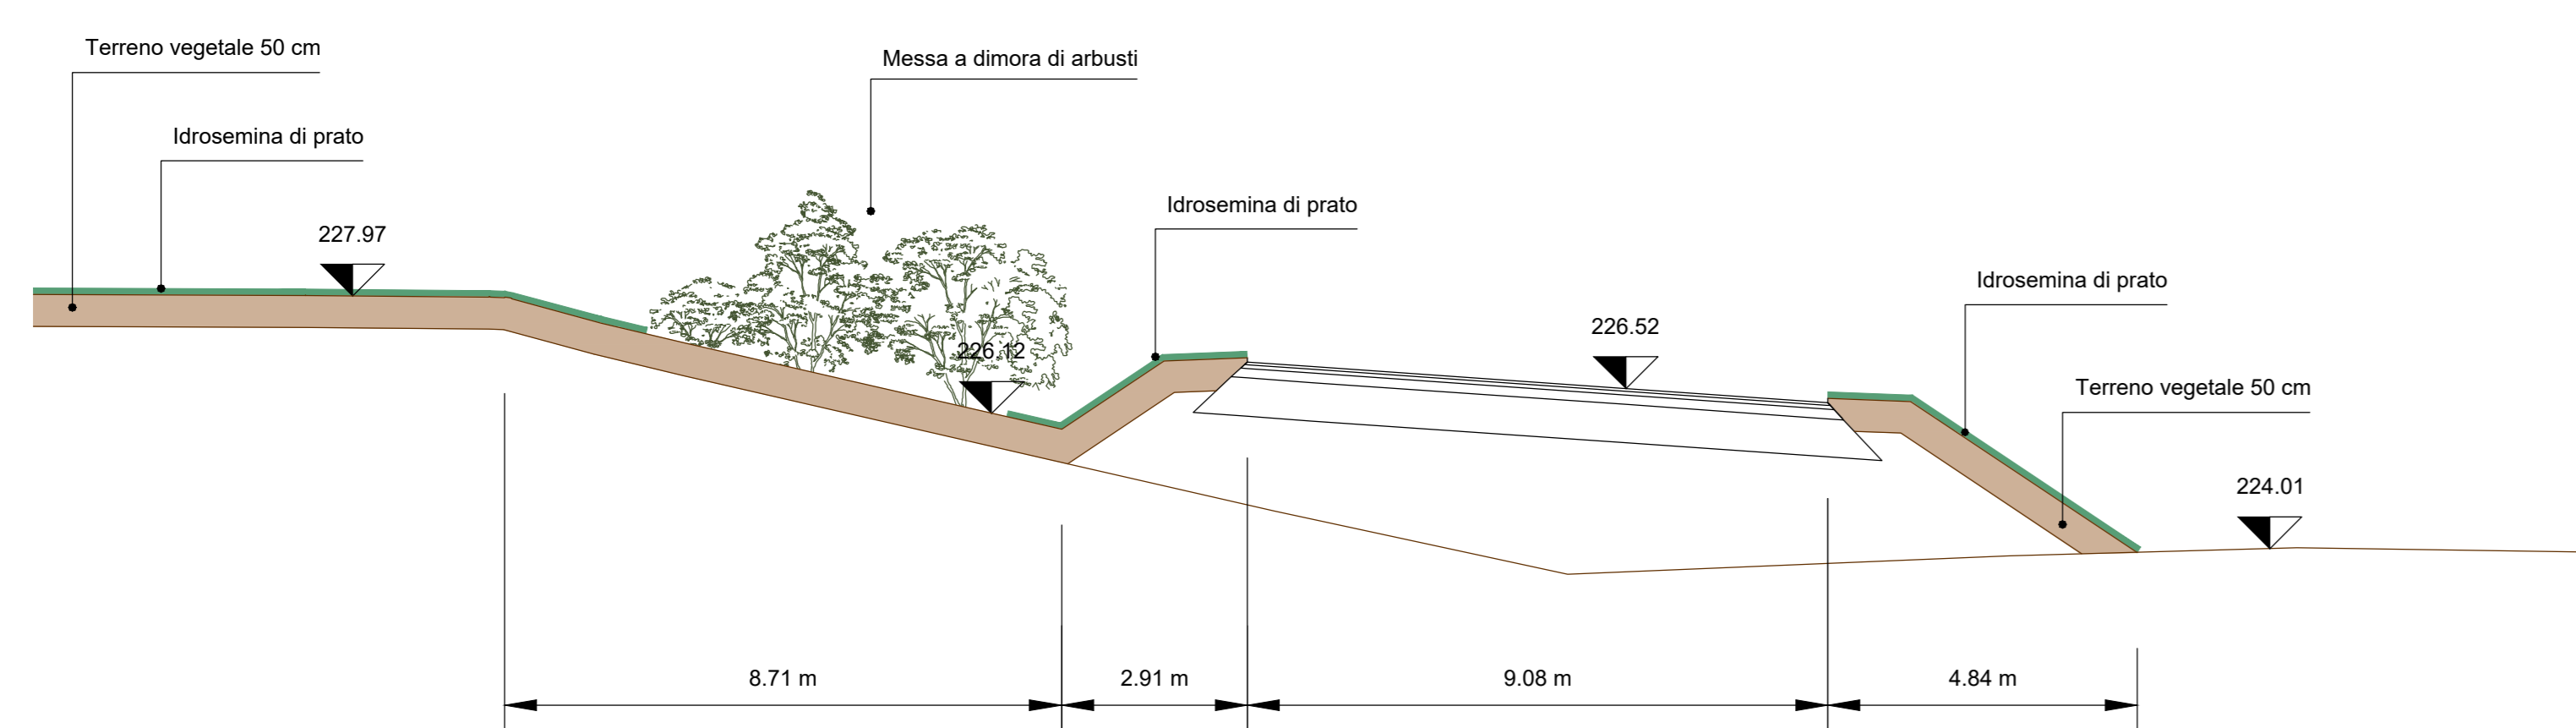 Terreno vegetale 50 cm
Messa a dimora di arbusti
Idrosemina di prato
Idrosemina di prato
227.97
Idrosemina di prato
226.52
226.12
Terreno vegetale 50 cm
224.01
8.71 m
2.91 m
9.08 m
4.84 m